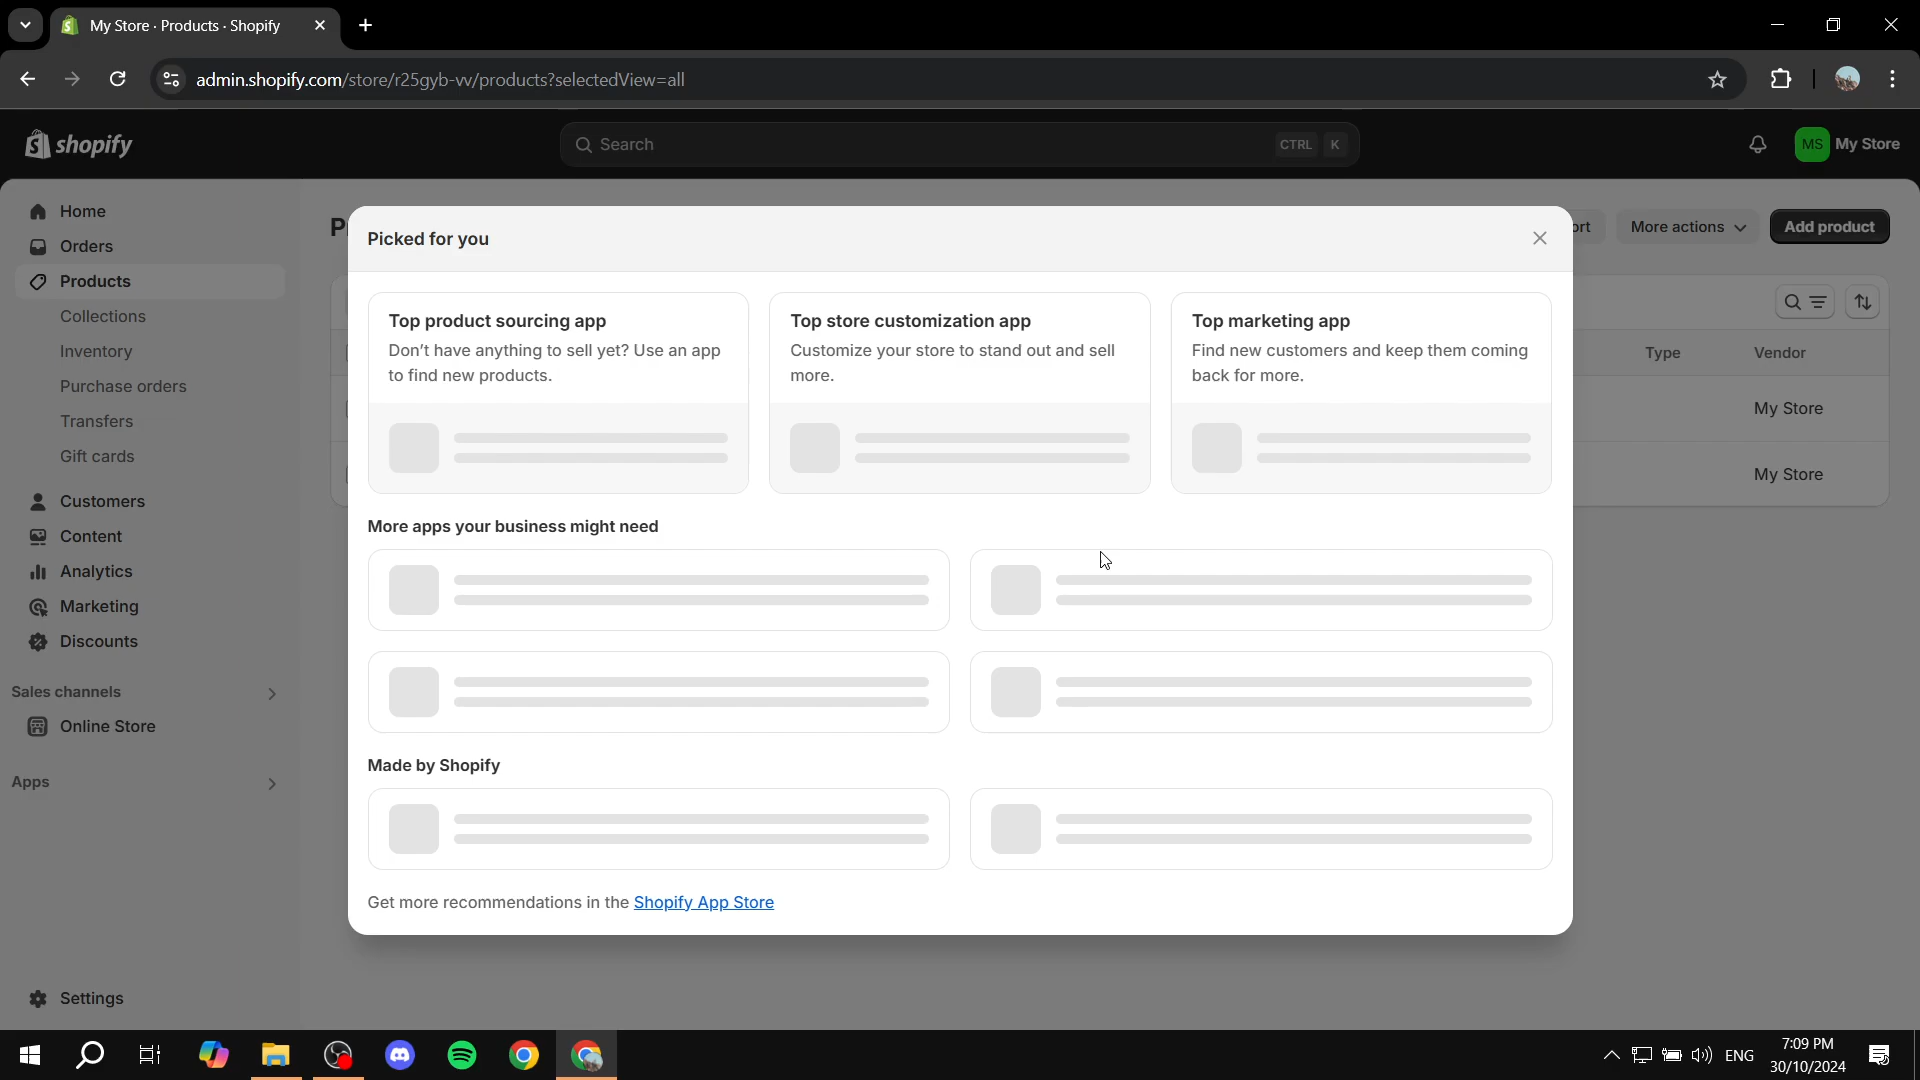 My Store · Products · Shopify
admin.shopify.com/store/r25gyb-vv/products?selectedView=all
shopify
Search
CTRL K
MS My Store
Home
Orders
Products
Collections
Inventory
Purchase orders
Transfers
Gift cards
Customers
Content
Analytics
Marketing
Discounts
Sales channels
Online Store
Apps
Settings
More actions
Add product
Type
Vendor
My Store
My Store
Picked for you
Top product sourcing app
Don't have anything to sell yet? Use an app
to find new products.
Top store customization app
Customize your store to stand out and sell
more.
Top marketing app
Find new customers and keep them coming
back for more.
More apps your business might need
Made by Shopify
Get more recommendations in the Shopify App Store
ENG
7:09 PM
30/10/2024